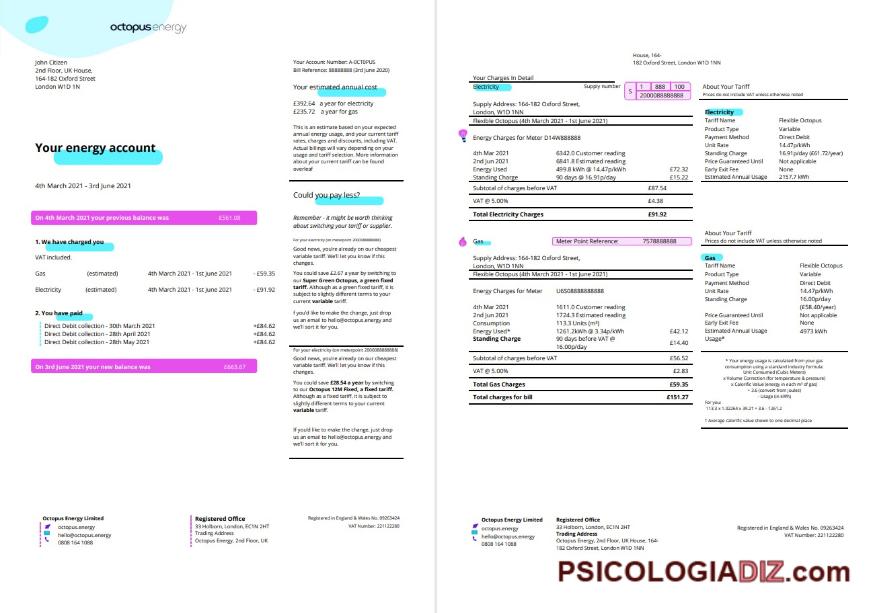 octopusenergy
John Citizen
2nd Floor, UK House,
164-182 Oxford Street
London W1D 1N
Your Account Number: A-OCTOPUS
Bill Reference: 88888888 (3rd June 2020)
Your estimated annual cost
£392.64 a year for electricity
£235.72 a year for gas
This is an estimate based on your expected
annual energy usage, and your current tariff
rates, charges and discounts, including VAT.
Actual billings will vary depending on your
usage and tariff selection. More information
about your current tariff can be found
overleaf
Your energy account
4th March 2021 - 3rd June 2021
Could you pay less?
Remember - it might be worth thinking
about switching your tariff or supplier.
Good news, you're already on our cheapest
variable tariff. We'll let you know if this
changes.
You could save £2.67 a year by switching to
our Super Green Octopus, a green fixed
tariff. Although as a green fixed tariff, it is
subject to slightly different terms to your
current variable tariff.
If you'd like to make the change, just drop
us an email to hello@octopus.energy and
we'll sort it for you.
Good news, you're already on our cheapest
variable tariff. We'll let you know if this
changes.
You could save £28.54 a year by switching
to our Octopus 12M Fixed, a fixed tariff.
Although as a fixed tariff, it is subject to
slightly different terms to your current
variable tariff.
If you'd like to make the change, just drop
us an email to hello@octopus.energy and
we'll sort it for you.
On 4th March 2021 your previous balance was £561.08
1. We have charged you
VAT included.
Gas (estimated) 4th March 2021 - 1st June 2021 - £59.35
Electricity (estimated) 4th March 2021 - 1st June 2021 - £91.92
2. You have paid
Direct Debit collection - 30th March 2021 +£84.62
Direct Debit collection - 28th April 2021 +£84.62
Direct Debit collection - 28th May 2021 +£84.62
On 3rd June 2021 your new balance was £663.67
Octopus Energy Limited
octopus.energy
hello@octopus.energy
0808 164 1088
Registered Office
33 Holborn, London, EC1N 2HT
Trading Address
Octopus Energy, 2nd Floor, UK
Registered in England & Wales No. 09263424
VAT Number: 221122280
House, 164-
182 Oxford Street, London W1D 1NN
Your Charges In Detail
Electricity Supply number S 1 888 100
2000088888888
Supply Address: 164-182 Oxford Street,
London, W1D 1NN
Flexible Octopus (4th March 2021 - 1st June 2021)
Energy Charges for Meter D14W888888
4th Mar 2021 6342.0 Customer reading
2nd Jun 2021 6841.8 Estimated reading
Energy Used 499.8 kWh @ 14.47p/kWh £72.32
Standing Charge 90 days @ 16.91p/day £15.22
Subtotal of charges before VAT £87.54
VAT @ 5.00% £4.38
Total Electricity Charges £91.92
About Your Tariff
Prices do not include VAT unless otherwise noted
Electricity
Tariff Name Flexible Octopus
Product Type Variable
Payment Method Direct Debit
Unit Rate 14.47p/kWh
Standing Charge 16.91p/day (£61.72/year)
Price Guaranteed Until Not applicable
Early Exit Fee None
Estimated Annual Usage 2157.7 kWh
Gas Meter Point Reference: 7578888888
Supply Address: 164-182 Oxford Street,
London, W1D 1NN
Flexible Octopus (4th March 2021 - 1st June 2021)
Energy Charges for Meter U6S08888888888
4th March 2021 1611.0 Customer reading
2nd June 2021 1724.3 Estimated reading
Consumption 113.3 Units (m³)
Energy Used* 1261.2kWh @ 3.34p/kWh £42.12
Standing Charge 90 days before VAT @
16.00p/day £14.40
Subtotal of charges before VAT £56.52
VAT @ 5.00% £2.83
Total Gas Charges £59.35
Total charges for bill £151.27
About Your Tariff
Prices do not include VAT unless otherwise noted
Gas
Tariff Name Flexible Octopus
Product Type Variable
Payment Method Direct Debit
Unit Rate 14.47p/kWh
Standing Charge 16.00p/day
(£58.40/year)
Price Guaranteed Until Not applicable
Early Exit Fee None
Estimated Annual Usage* 4973 kWh
* Your energy usage is calculated from your gas
consumption using a standard industry formula:
Unit Consumed (Cubic Meters)
x Volume Correction (for temperature & pressure)
x Calorific Value (energy in each m³ of gas)
÷ 3.6 (convert from joules)
- Usage (in kWh)
For you:
† Average calorific value shown to one decimal place
Octopus Energy Limited
octopus.energy
hello@octopus.energy
0808 164 1088
Registered Office
33 Holborn, London, EC1N 2HT
Trading Address
Octopus Energy, 2nd Floor, UK House, 164-
182 Oxford Street, London W1D 1NN
Registered in England & Wales No. 09263424
VAT Number: 221122280
PSICOLOGIADIZ.com